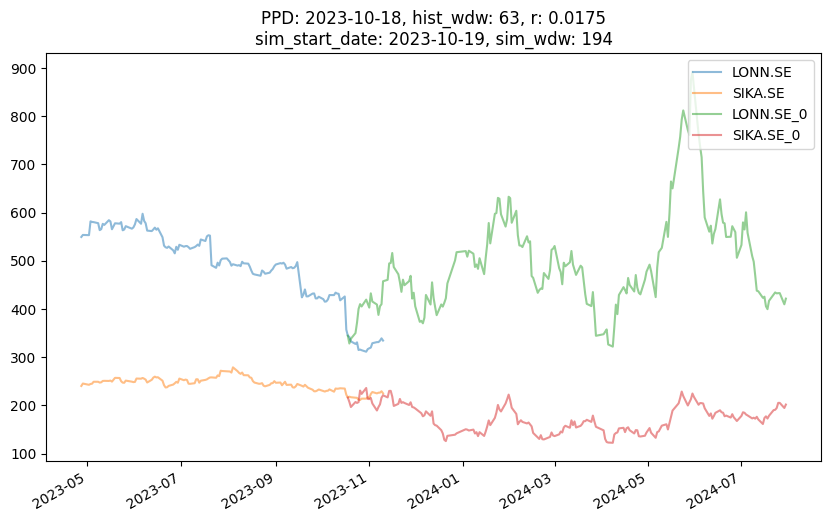 PPD: 2023-10-18, hist_wdw: 63, r: 0.0175
sim_start_date: 2023-10-19, sim_wdw: 194
900
800
700
600
500
400
300
200
100
LONN.SE
SIKA.SE
LONN.SE_0
SIKA.SE_0
2023-05
2023-07
2023-09
2023-11
2024-01
2024-03
2024-05
2024-07